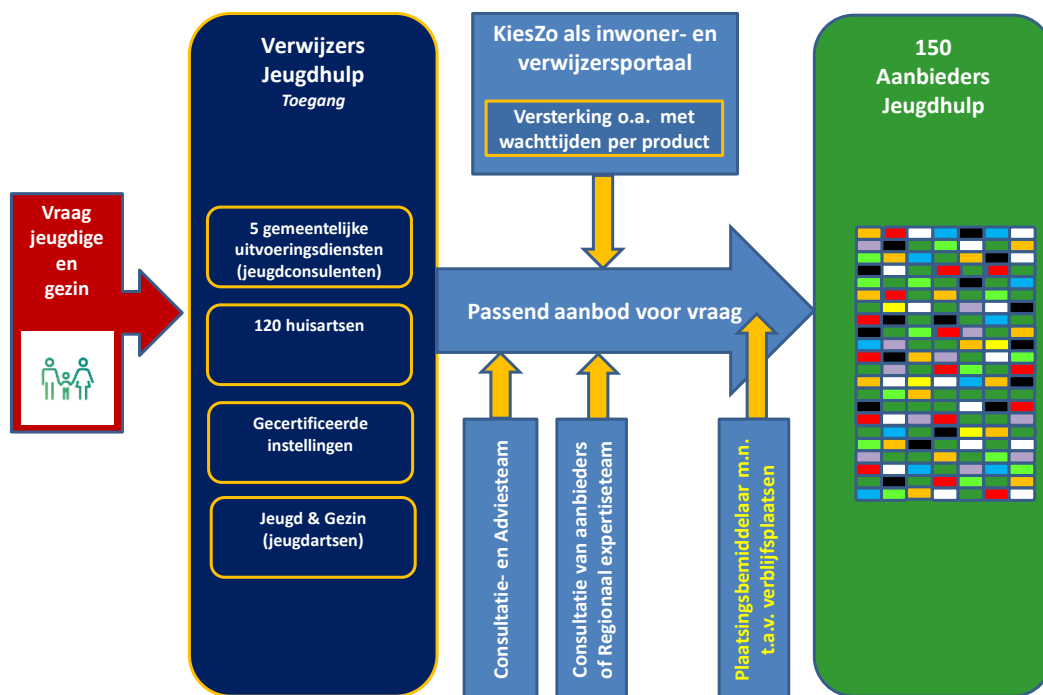 Vraag
jeugdige
en
gezin
Verwijzers
Jeugdhulp
Toegang
5 gemeentelijke
uitvoeringsdiensten
(jeugdconsulenten)
120 huisartsen
Gecertificeerde
instellingen
Jeugd & Gezin
(jeugdartsen)
KiesZo als inwoner- en
verwijzersportaal
Versterking o.a. met
wachttijden per product
Passend aanbod voor vraag
Consultatie- en Adviesteam
Consultatie van aanbieders
of Regionaal expertiseteam
Plaatsingsbemiddelaar m.n.
t.a.v. verblijfsplaatsen
150
Aanbieders
Jeugdhulp